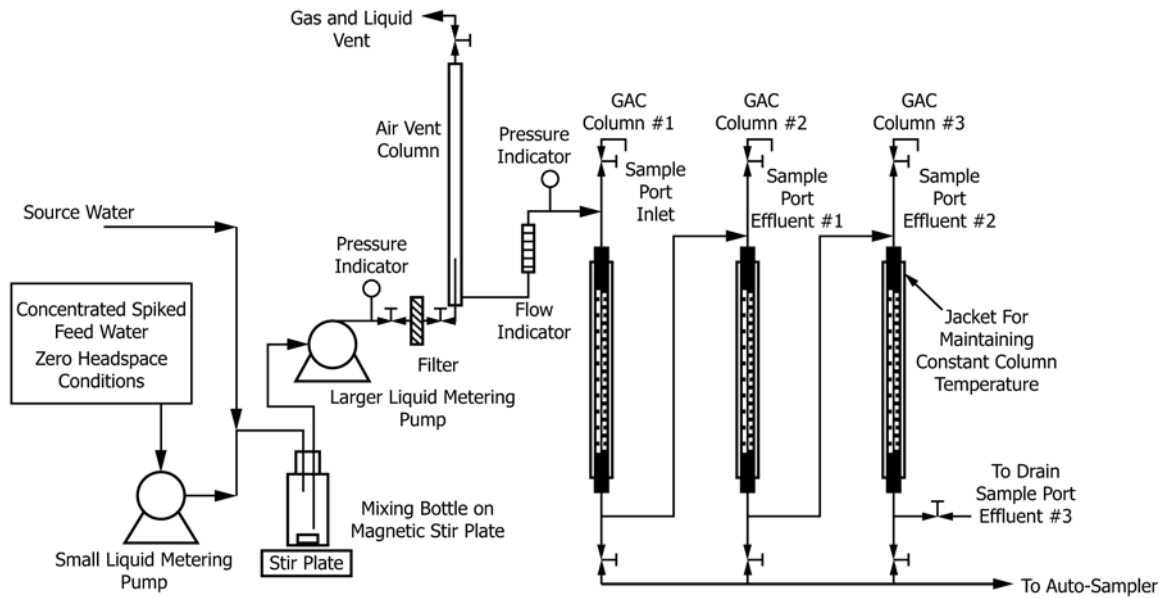 Gas and Liquid
Vent
Air Vent
Column
Pressure
Indicator
GAC
Column #1
GAC
Column #2
GAC
Column #3
Sample
Port
Inlet
Sample
Port
Effluent #1
Sample
Port
Effluent #2
Source Water
Pressure
Indicator
Concentrated Spiked
Feed Water
Zero Headspace
Conditions
Flow
Indicator
Filter
Larger Liquid Metering
Pump
Jacket For
Maintaining
Constant Column
Temperature
Mixing Bottle on
Magnetic Stir Plate
To Drain
Sample Port
Effluent #3
Small Liquid Metering
Pump
Stir Plate
To Auto-Sampler